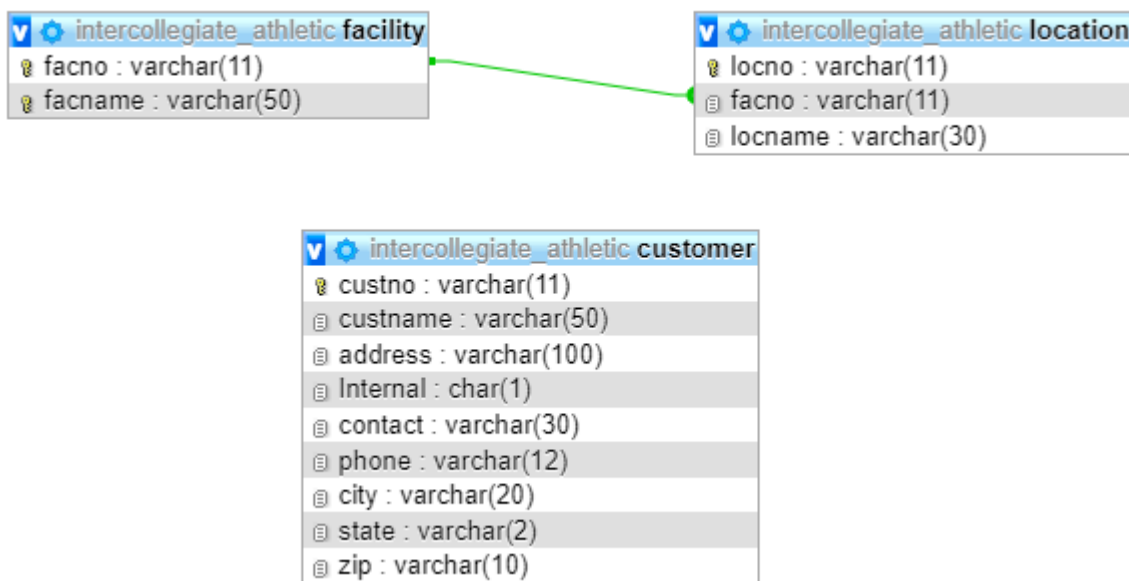 v intercollegiate_athletic facility
facno : varchar(11)
facname : varchar(50)
v intercollegiate_athletic location
locno : varchar(11)
facno : varchar(11)
locname : varchar(30)
v intercollegiate_athletic customer
custno : varchar(11)
custname : varchar(50)
address : varchar(100)
Internal : char(1)
contact : varchar(30)
phone : varchar(12)
city : varchar(20)
state : varchar(2)
zip : varchar(10)